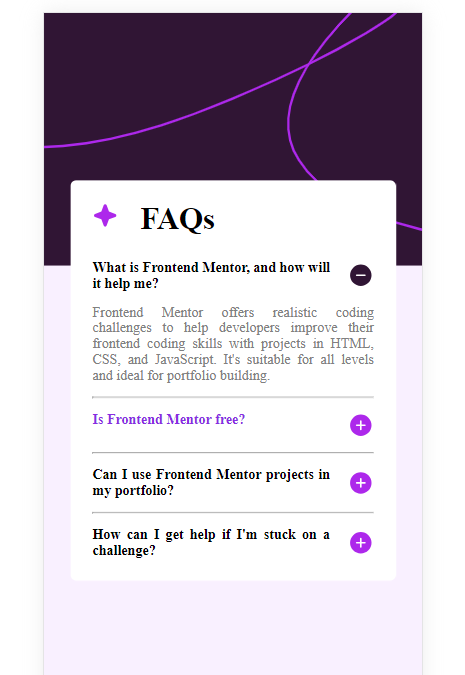 FAQs
What is Frontend Mentor, and how will
it help me?
Frontend Mentor offers realistic coding
challenges to help developers improve their
frontend coding skills with projects in HTML,
CSS, and JavaScript. It's suitable for all levels
and ideal for portfolio building.
Is Frontend Mentor free?
Can I use Frontend Mentor projects in
my portfolio?
How can I get help if I'm stuck on a
challenge?